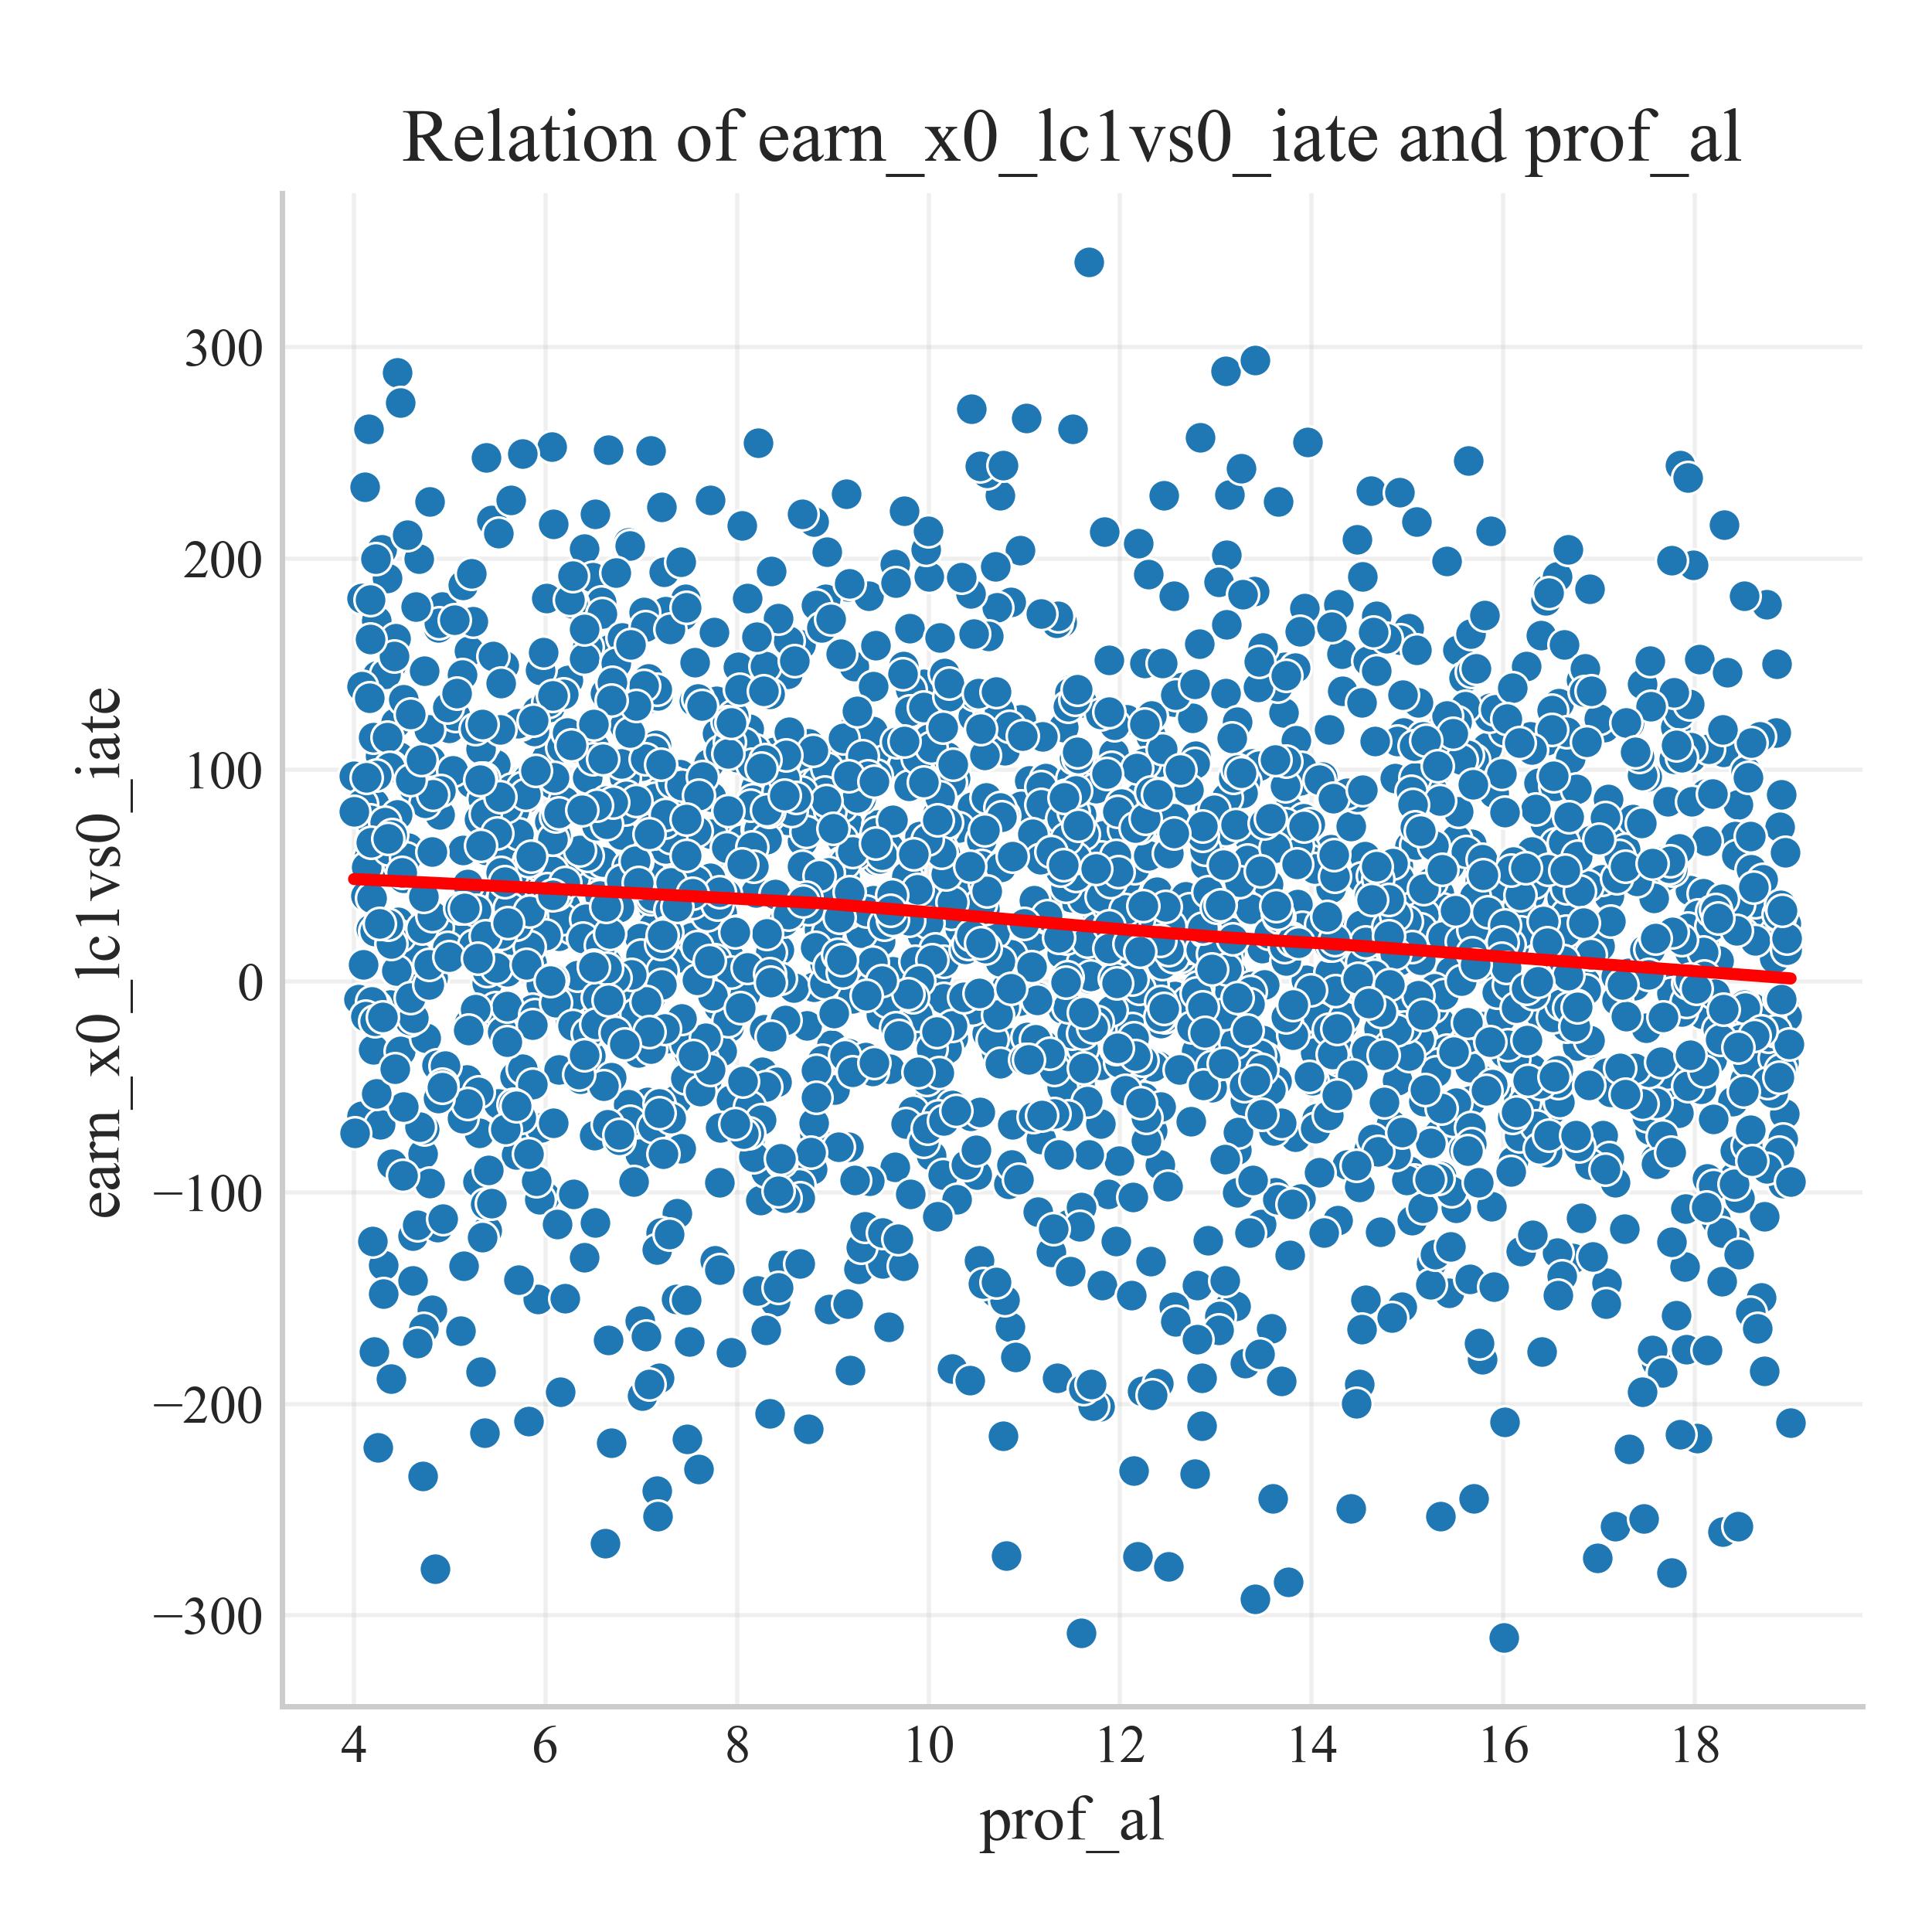 Relation of earn_x0_lc1vs0_iate and prof_al
earn_x0_lc1vs0_iate
300
200
100
0
−100
−200
−300
4 6 8 10 12 14 16 18
prof_al